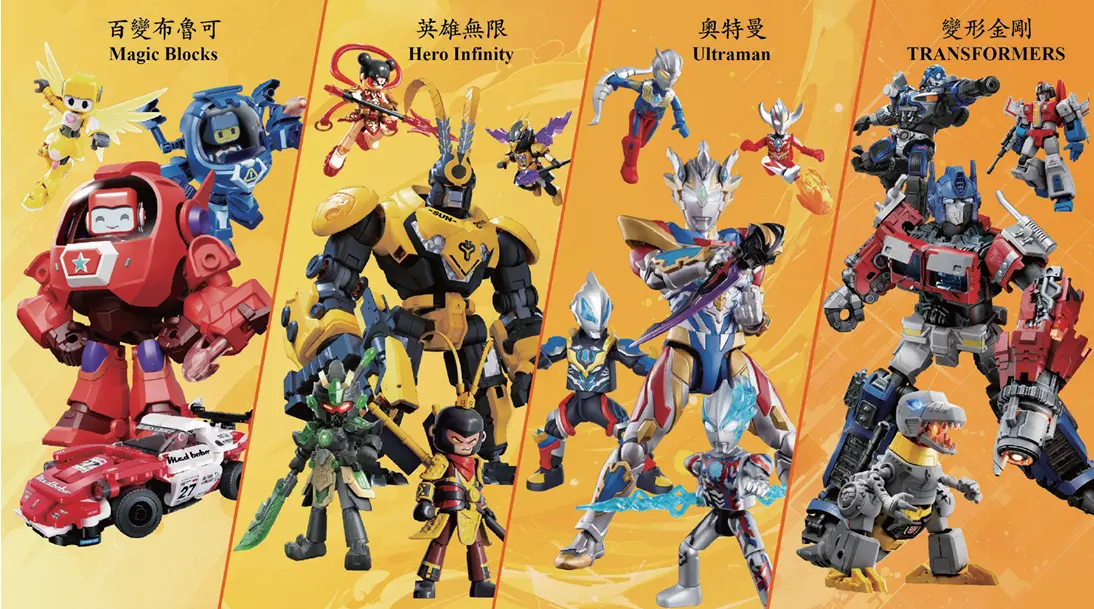 百變布魯可
Magic Blocks
英雄無限
Hero Infinity
奧特曼
Ultraman
變形金剛
TRANSFORMERS
SUN
27